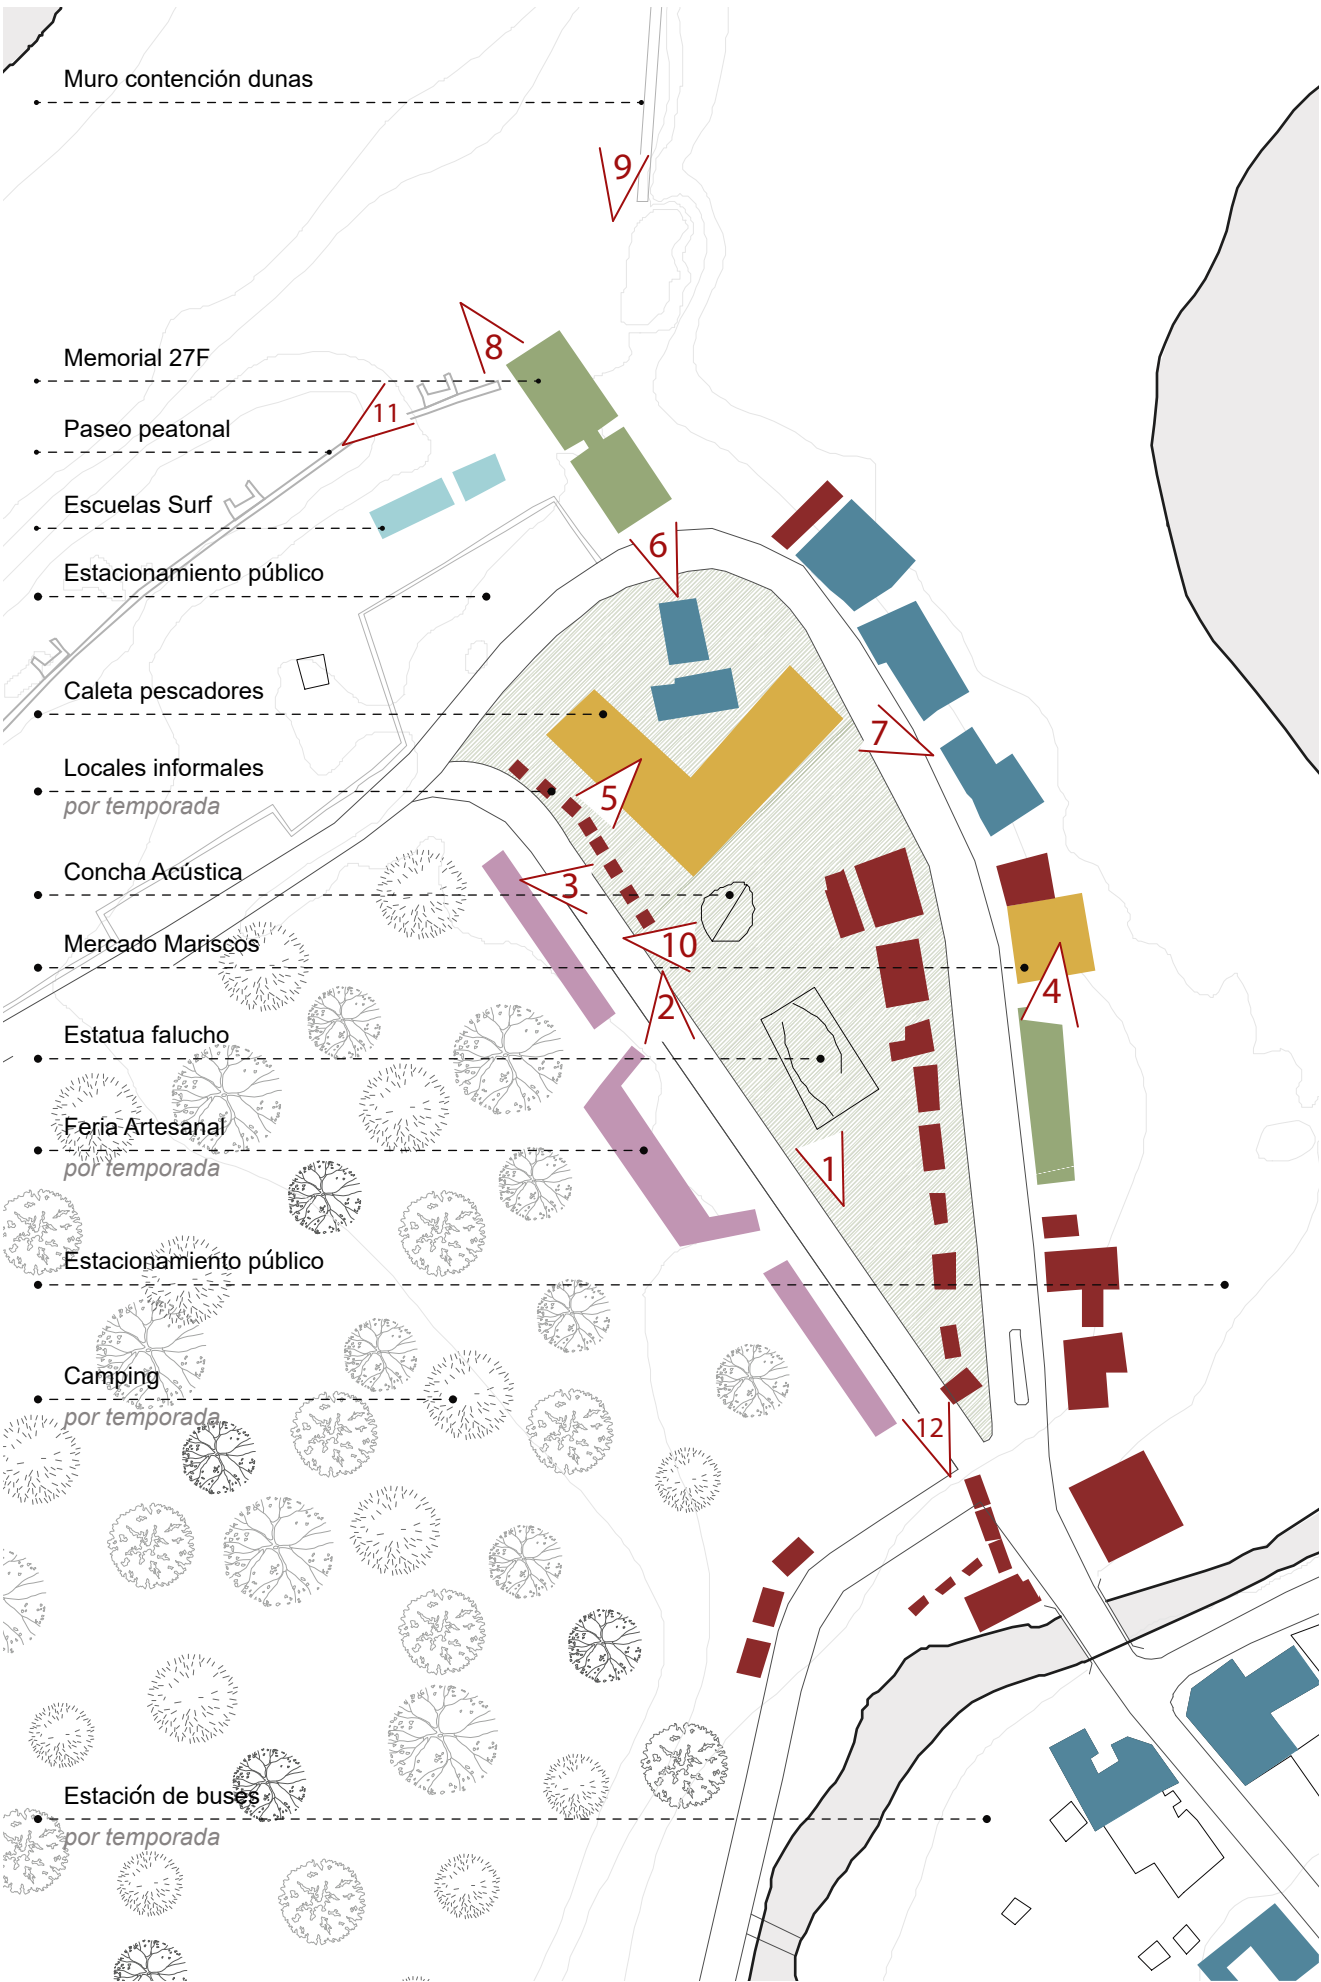 Muro contención dunas
9
8
Memorial 27F
11
Paseo peatonal
Escuelas Surf
6
Estacionamiento público
Caleta pescadores
7
Locales informales
por temporada
5
Concha Acústica
3
Mercado Mariscos
10
4
2
Estatua falucho
Feria Artesanal
por temporada
1
Estacionamiento público
Camping
por temporada
12
Estación de buses
por temporada